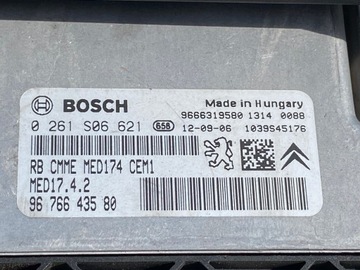 BOSCH
Made in Hungary
9666319580 1314 0088
0 261 S06 621 656 12-09-06 1039S45176
RB CMME MED174 CEM1
MED17.4.2
96 766 435 80